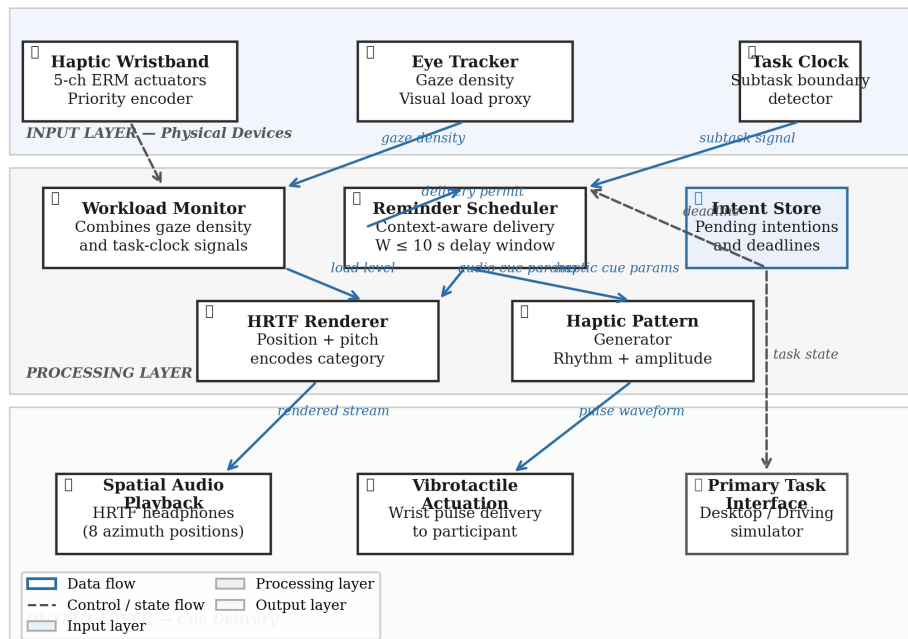 Haptic Wristband
5-ch ERM actuators
Priority encoder
Eye Tracker
Gaze density
Visual load proxy
Task Clock
Subtask boundary
detector
INPUT LAYER — Physical Devices
gaze density
subtask signal
Workload Monitor
Combines gaze density
and task-clock signals
delivery permit
Reminder Scheduler
Context-aware delivery
W ≤ 10 s delay window
deadline
Intent Store
Pending intentions
and deadlines
load level
audio cue params
haptic cue params
HRTF Renderer
Position + pitch
encodes category
Haptic Pattern
Generator
Rhythm + amplitude
task state
PROCESSING LAYER
rendered stream
pulse waveform
Spatial Audio
Playback
HRTF headphones
(8 azimuth positions)
Vibrotactile
Actuation
Wrist pulse delivery
to participant
Primary Task
Interface
Desktop / Driving
simulator
Data flow
Control / state flow
Input layer
Processing layer
Output layer
OUTPUT LAYER — Cue Delivery